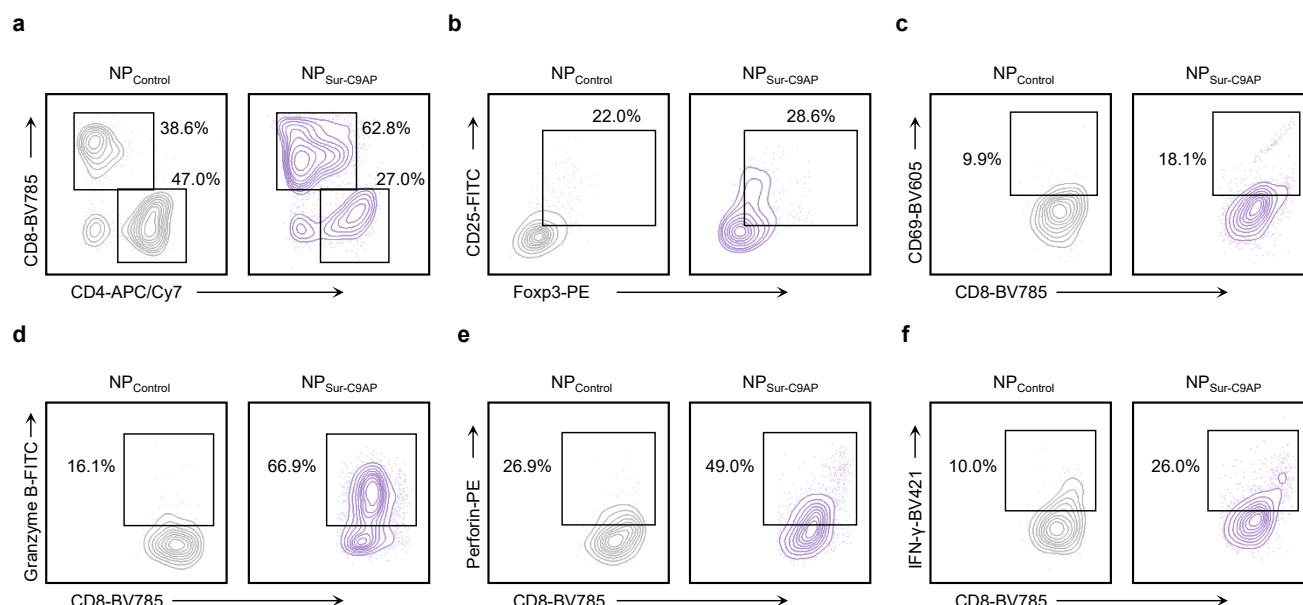 a
b
c
NP_Control
NP_Sur-C9AP
NP_Control
NP_Sur-C9AP
NP_Control
NP_Sur-C9AP
CD8-BV785
38.6%
47.0%
62.8%
27.0%
CD4-APC/Cy7
CD25-FITC
22.0%
28.6%
Foxp3-PE
CD69-BV605
9.9%
18.1%
CD8-BV785
d
e
f
NP_Control
NP_Sur-C9AP
NP_Control
NP_Sur-C9AP
NP_Control
NP_Sur-C9AP
Granzyme B-FITC
16.1%
66.9%
CD8-BV785
Perforin-PE
26.9%
49.0%
CD8-BV785
IFN-γ-BV421
10.0%
26.0%
CD8-BV785